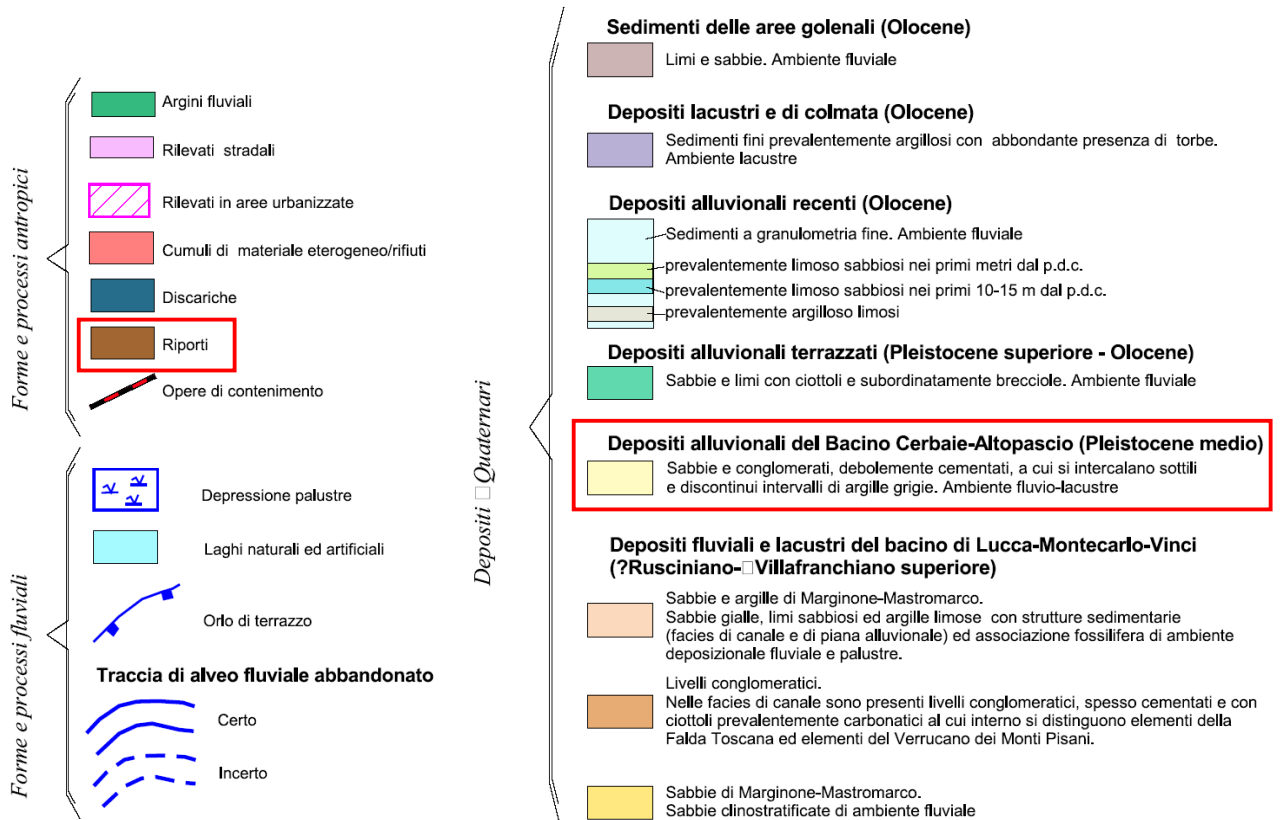 Forme e processi antropici
Argini fluviali
Rilevati stradali
Rilevati in aree urbanizzate
Cumuli di materiale eterogeneo/rifiuti
Discariche
Riporti
Opere di contenimento
Forme e processi fluviali
Depressione palustre
Laghi naturali ed artificiali
Orlo di terrazzo
Traccia di alveo fluviale abbandonato
Certo
Incerto
Depositi □Quaternari
Sedimenti delle aree golenali (Olocene)
Limi e sabbie. Ambiente fluviale
Depositi lacustri e di colmata (Olocene)
Sedimenti fini prevalentemente argillosi con abbondante presenza di torbe.
Ambiente lacustre
Depositi alluvionali recenti (Olocene)
Sedimenti a granulometria fine. Ambiente fluviale
prevalentemente limoso sabbiosi nei primi metri dal p.d.c.
prevalentemente limoso sabbiosi nei primi 10-15 m dal p.d.c.
prevalentemente argilloso limosi
Depositi alluvionali terrazzati (Pleistocene superiore - Olocene)
Sabbie e limi con ciottoli e subordinatamente brecciole. Ambiente fluviale
Depositi alluvionali del Bacino Cerbaie-Altopascio (Pleistocene medio)
Sabbie e conglomerati, debolemente cementati, a cui si intercalano sottili
e discontinui intervalli di argille grigie. Ambiente fluvio-lacustre
Depositi fluviali e lacustri del bacino di Lucca-Montecarlo-Vinci
(?Rusciniano-□Villafranchiano superiore)
Sabbie e argille di Marginone-Mastromarco.
Sabbie gialle, limi sabbiosi ed argille limose con strutture sedimentarie
(facies di canale e di piana alluvionale) ed associazione fossilifera di ambiente
deposizionale fluviale e palustre.
Livelli conglomeratici.
Nelle facies di canale sono presenti livelli conglomeratici, spesso cementati e con
ciottoli prevalentemente carbonatici al cui interno si distinguono elementi della
Falda Toscana ed elementi del Verrucano dei Monti Pisani.
Sabbie di Marginone-Mastromarco.
Sabbie clinostratificate di ambiente fluviale